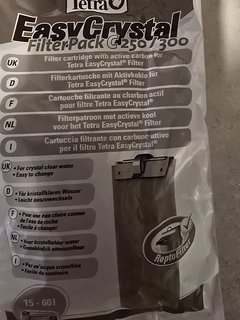 Tetra
EasyCrystal
FilterPack C 250/300
UK Filter cartridge with active carbon for
Tetra EasyCrystal® Filter
D Filterkartusche mit Aktivkohle für
Tetra EasyCrystal® Filter
F Cartouche filtrante au charbon actif
pour filtre Tetra EasyCrystal®
NL Filterpatroon met actieve kool
voor het Tetra EasyCrystal® Filter
I Cartuccia filtrante con carbone attivo
per il filtro Tetra EasyCrystal®
UK • For crystal clear water
• Easy to change
D • Für kristallklares Wasser
• Leicht auszuwechseln
F • Pour une eau claire comme
de l'eau de roche
• Facile à changer
NL • Voor kristalhelder water
• Gemakkelijk uitwisselbaar
I • Per un'acqua cristallina
• Facile da sostituire
ReptoFilter
15 - 60 l